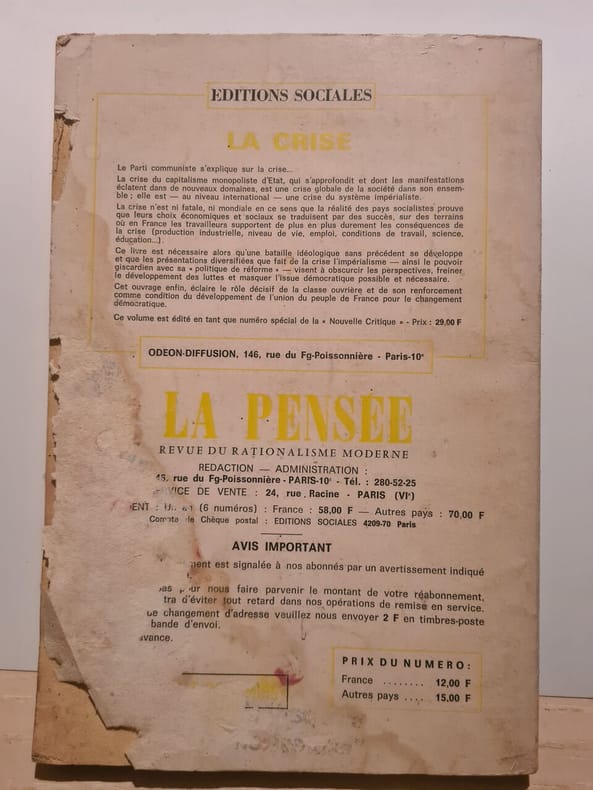 EDITIONS SOCIALES
LA CRISE
Le Parti communiste s'explique sur la crise...
La crise du capitalisme monopoliste d'Etat, qui s'approfondit et dont les manifestations
éclatent dans de nouveaux domaines, est une crise globale de la société dans son ensem-
ble ; elle est — au niveau international — une crise du système impérialiste.
La crise n'est ni fatale, ni mondiale en ce sens que la réalité des pays socialistes prouve
que leurs choix économiques et sociaux se traduisent par des succès, sur des terrains
où en France les travailleurs supportent de plus en plus durement les conséquences de
la crise (production industrielle, niveau de vie, emploi, conditions de travail, science,
éducation...).
Ce livre est nécessaire alors qu'une bataille idéologique sans précédent se développe
et que les présentations diversifiées que fait de la crise l'impérialisme — ainsi le pouvoir
giscardien avec sa « politique de réforme » — visent à obscurcir les perspectives, freiner
le développement des luttes et masquer l'issue démocratique possible et nécessaire.
Cet ouvrage enfin, éclaire le rôle décisif de la classe ouvrière et de son renforcement
comme condition du développement de l'union du peuple de France pour le changement
démocratique.
Ce volume est édité en tant que numéro spécial de la « Nouvelle Critique » - Prix : 29,00 F
ODEON-DIFFUSION, 146, rue du Fg-Poissonnière - Paris-10e
LA PENSÉE
REVUE DU RATIONALISME MODERNE
REDACTION — ADMINISTRATION :
46, rue du Fg-Poissonnière - PARIS-10e - Tél. : 280-52-25
VICE DE VENTE : 24, rue Racine - PARIS (VIe)
ENT : Un an (6 numéros) : France : 58,00 F — Autres pays : 70,00 F
Compte de Chèque postal : EDITIONS SOCIALES 4209-70 Paris
AVIS IMPORTANT
ment est signalée à nos abonnés par un avertissement indiqué
pas pour nous faire parvenir le montant de votre réabonnement,
tra d'éviter tout retard dans nos opérations de remise en service.
changement d'adresse veuillez nous envoyer 2 F en timbres-poste
bande d'envoi.
avance.
PRIX DU NUMERO :
France ........ 12,00 F
Autres pays .... 15,00 F